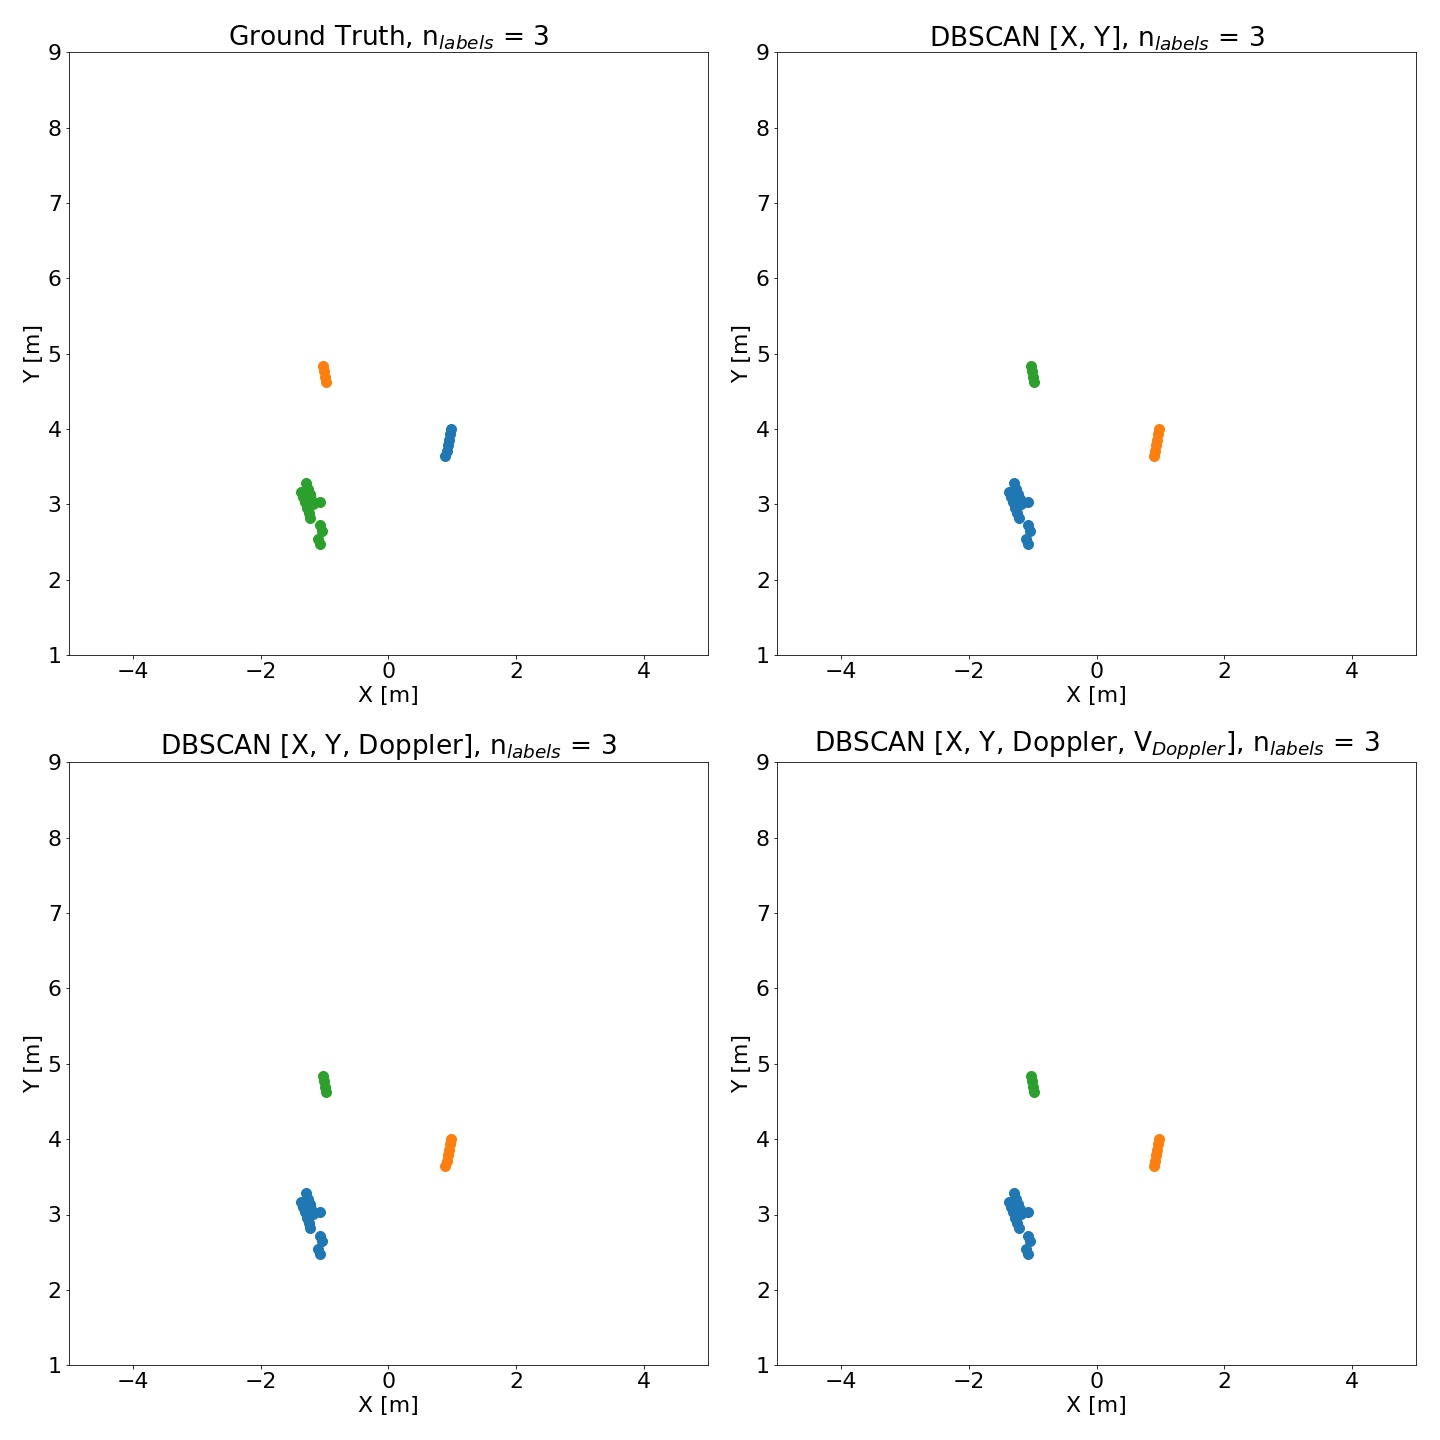 Ground Truth, n_labels = 3
9
8
7
6
5
4
3
2
1
Y [m]
−4 −2 0 2 4
X [m]
DBSCAN [X, Y], n_labels = 3
9
8
7
6
5
4
3
2
1
Y [m]
−4 −2 0 2 4
X [m]
DBSCAN [X, Y, Doppler], n_labels = 3
9
8
7
6
5
4
3
2
1
Y [m]
−4 −2 0 2 4
X [m]
DBSCAN [X, Y, Doppler, V_Doppler], n_labels = 3
9
8
7
6
5
4
3
2
1
Y [m]
−4 −2 0 2 4
X [m]